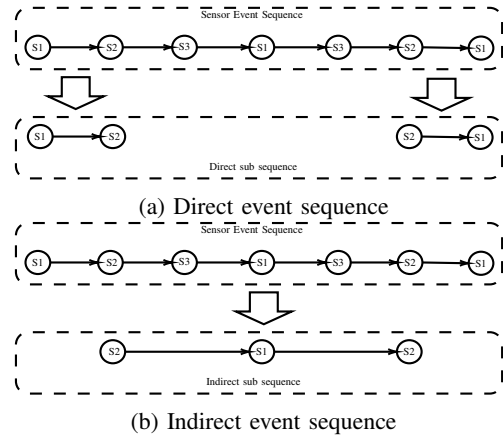 Sensor Event Sequence
S1 S2 S3 S1 S3 S2 S1
S1 S2 S2 S1
Direct sub sequence
(a) Direct event sequence
Sensor Event Sequence
S1 S2 S3 S1 S3 S2 S1
S2 S1 S2
Indirect sub sequence
(b) Indirect event sequence